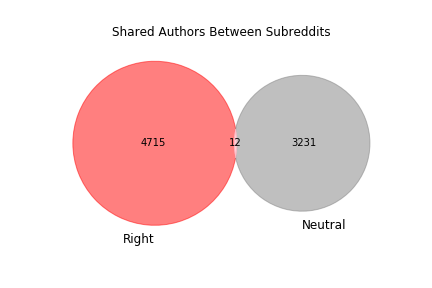 Shared Authors Between Subreddits
4715
12
3231
Neutral
Right